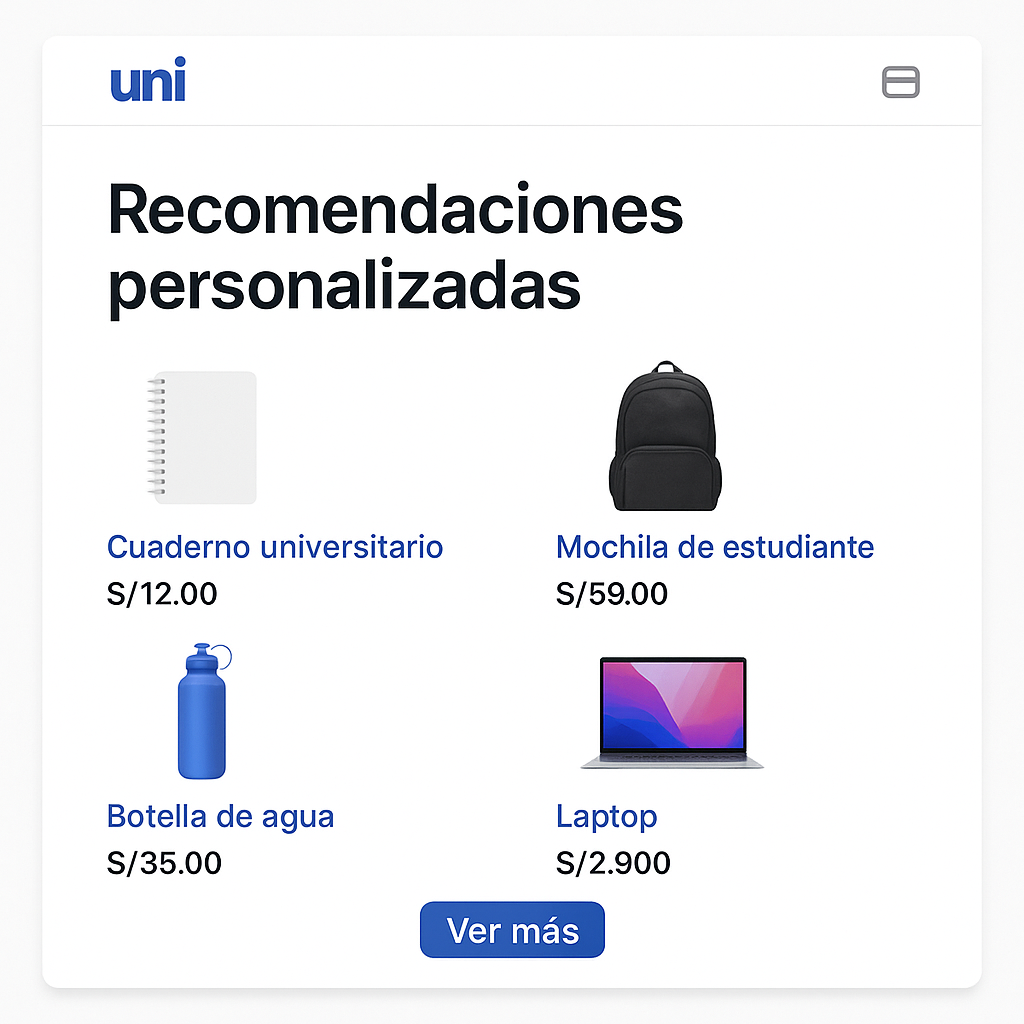 uni
Recomendaciones
personalizadas
Cuaderno universitario
S/12.00
Mochila de estudiante
S/59.00
Botella de agua
S/35.00
Laptop
S/2.900
Ver más